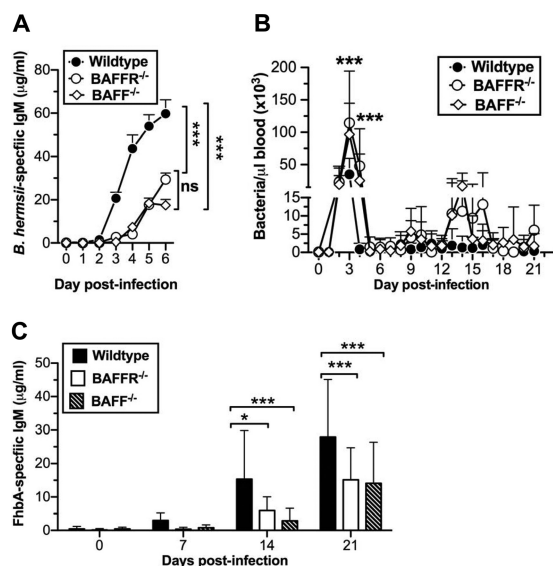 A
Wildtype
BAFFR-/-
BAFF-/-
B. hermsii-specfiic IgM (µg/ml)
80
60
40
20
0
***
***
ns
0 1 2 3 4 5 6
Day post-infection
B
Wildtype
BAFFR-/-
BAFF-/-
Bacteria/µl blood (x10³)
200
150
100
50
15
10
5
0
***
***
0 3 6 9 12 15 18 21
Day post-infection
C
Wildtype
BAFFR-/-
BAFF-/-
FhbA-specfiic IgM (µg/ml)
50
40
30
20
10
0
***
*
***
***
0 7 14 21
Days post-infection